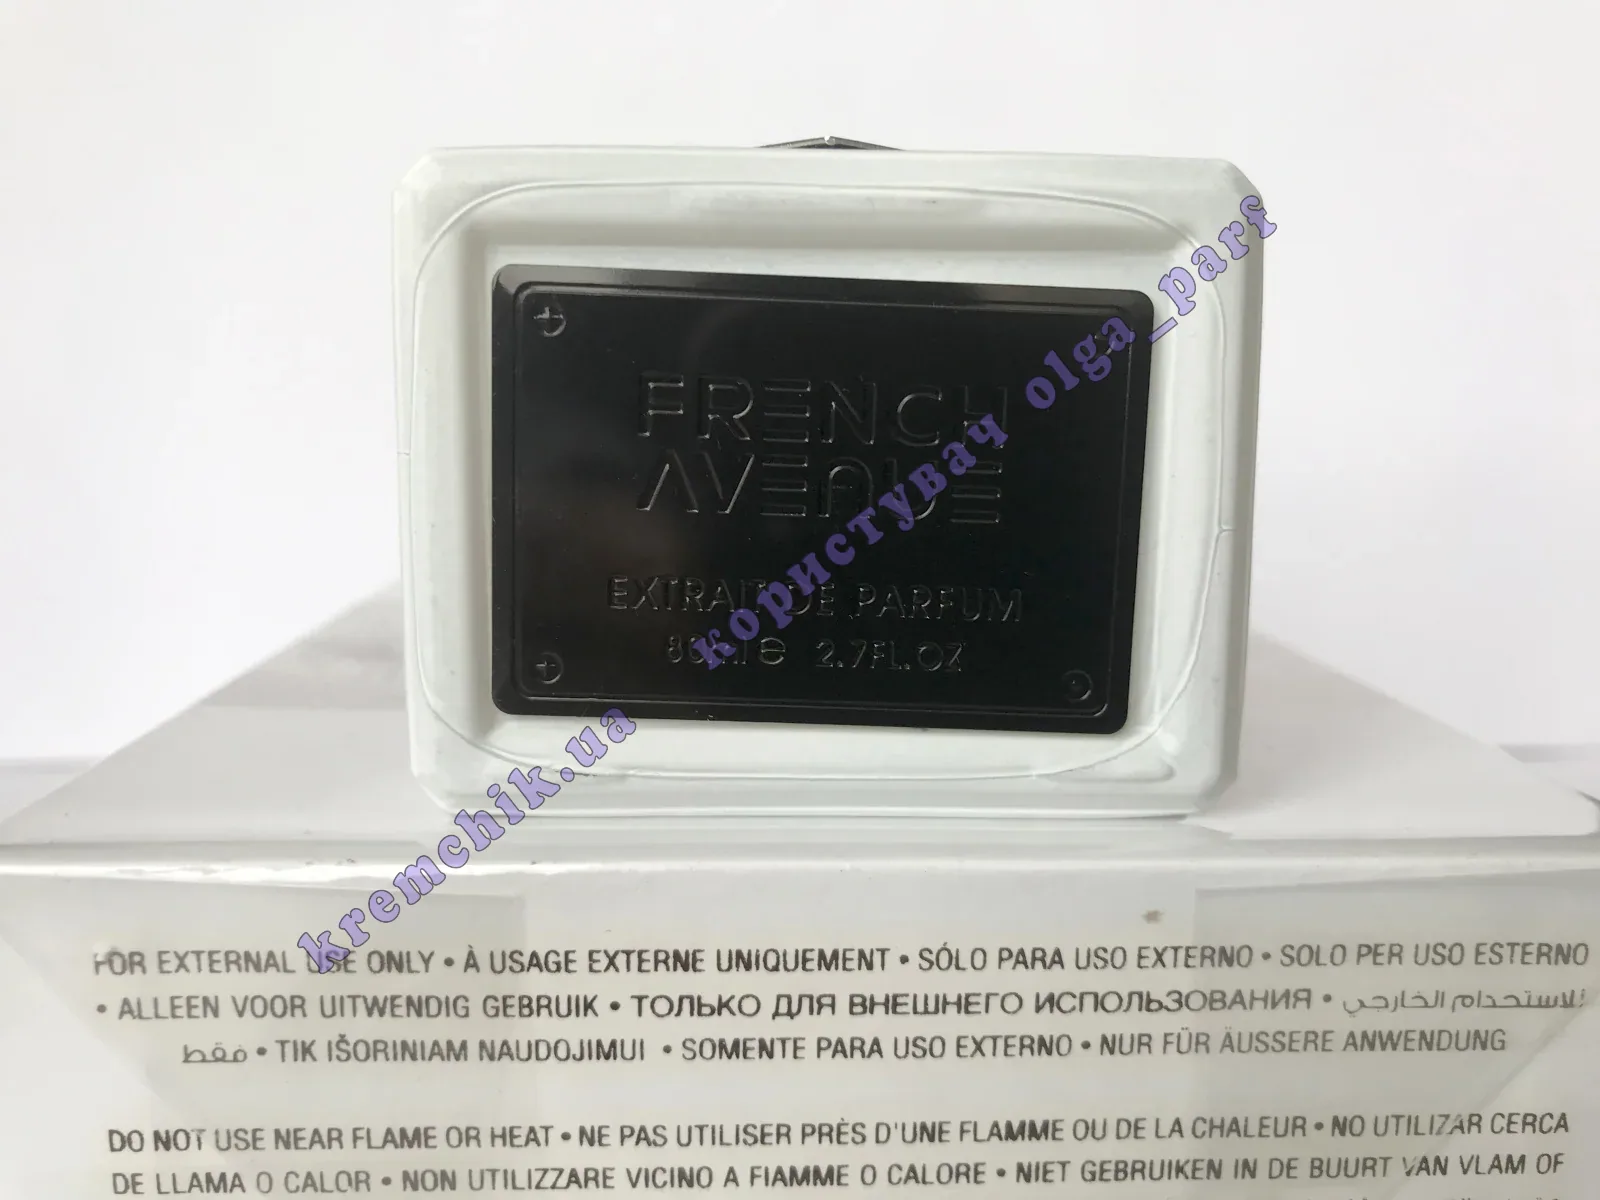 FRENCH
AVENUE
EXTRAIT DE PARFUM
80ml e 2.7FL.OZ
користувач olga_parf
kremchik.ua
FOR EXTERNAL USE ONLY • À USAGE EXTERNE UNIQUEMENT • SÓLO PARA USO EXTERNO • SOLO PER USO ESTERNO
• ALLEEN VOOR UITWENDIG GEBRUIK • ТОЛЬКО ДЛЯ ВНЕШНЕГО ИСПОЛЬЗОВАНИЯ • للاستخدام الخارجي
فقط • TIK IŠORINIAM NAUDOJIMUI • SOMENTE PARA USO EXTERNO • NUR FÜR ÄUSSERE ANWENDUNG
DO NOT USE NEAR FLAME OR HEAT • NE PAS UTILISER PRÈS D'UNE FLAMME OU DE LA CHALEUR • NO UTILIZAR CERCA
DE LLAMA O CALOR • NON UTILIZZARE VICINO A FIAMME O CALORE • NIET GEBRUIKEN IN DE BUURT VAN VLAM OF